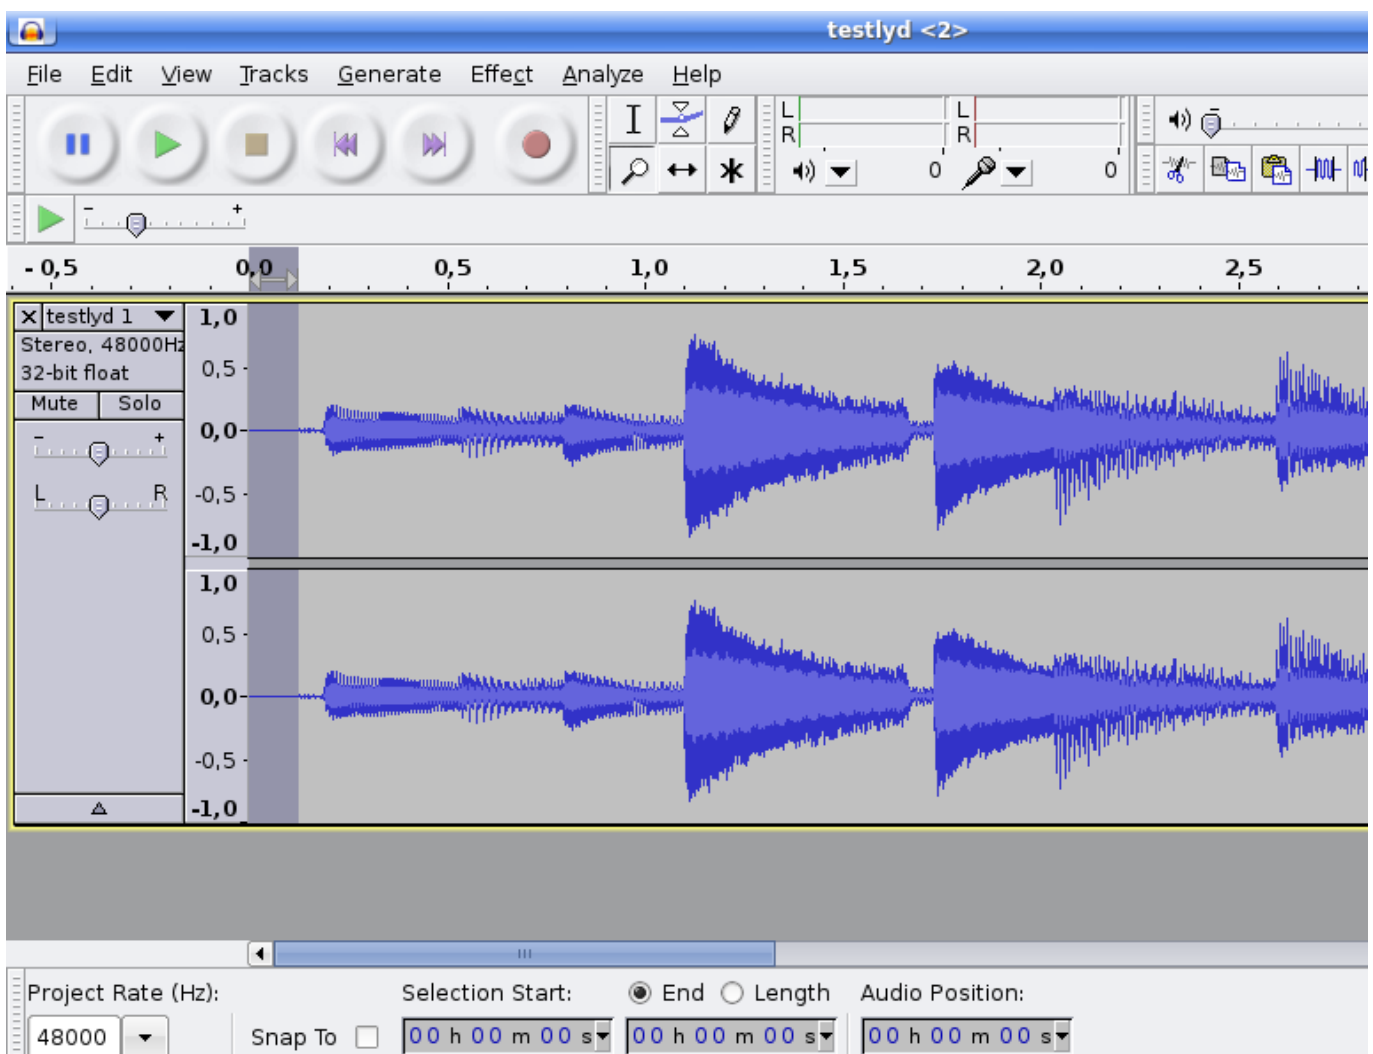 testlyd <2>
File Edit View Tracks Generate Effect Analyze Help
L L
R R
0 0
- +
- 0,5 0,0 0,5 1,0 1,5 2,0 2,5
testlyd 1
Stereo, 48000Hz
32-bit float
Mute Solo
- +
L R
1,0
0,5
0,0
-0,5
-1,0
1,0
0,5
0,0
-0,5
-1,0
Project Rate (Hz): Selection Start: End Length Audio Position:
48000 Snap To 00 h 00 m 00 s 00 h 00 m 00 s 00 h 00 m 00 s